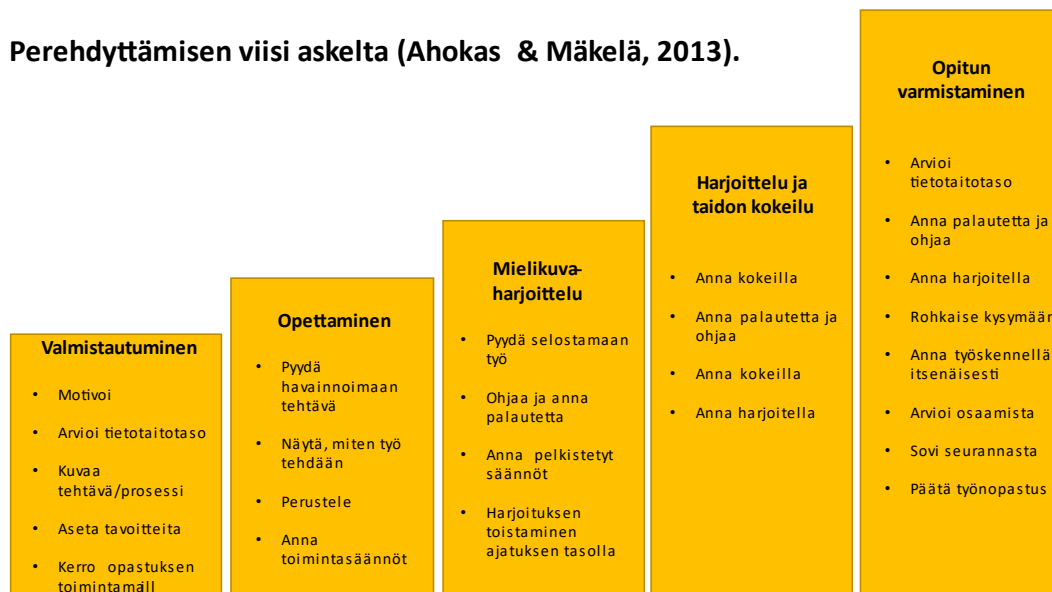 Perehdyttämisen viisi askelta (Ahokas & Mäkelä, 2013).
Valmistautuminen
• Motivoi
• Arvioi tietotaitotaso
• Kuvaa
tehtävä/prosessi
• Aseta tavoitteita
• Kerro opastuksen
toimintamall
Opettaminen
• Pyydä
havainnoimaan
tehtävä
• Näytä, miten työ
tehdään
• Perustele
• Anna
toimintasäännöt
Mielikuva-
harjoittelu
• Pyydä selostamaan
työ
• Ohjaa ja anna
palautetta
• Anna pelkistetyt
säännöt
• Harjoituksen
toistaminen
ajatuksen tasolla
Harjoittelu ja
taidon kokeilu
• Anna kokeilla
• Anna palautetta ja
ohjaa
• Anna kokeilla
• Anna harjoitella
Opitun
varmistaminen
• Arvioi
tietotaitotaso
• Anna palautetta ja
ohjaa
• Anna harjoitella
• Rohkaise kysymään
• Anna työskennellä
itsenäisesti
• Arvioi osaamista
• Sovi seurannasta
• Päätä työnopastus